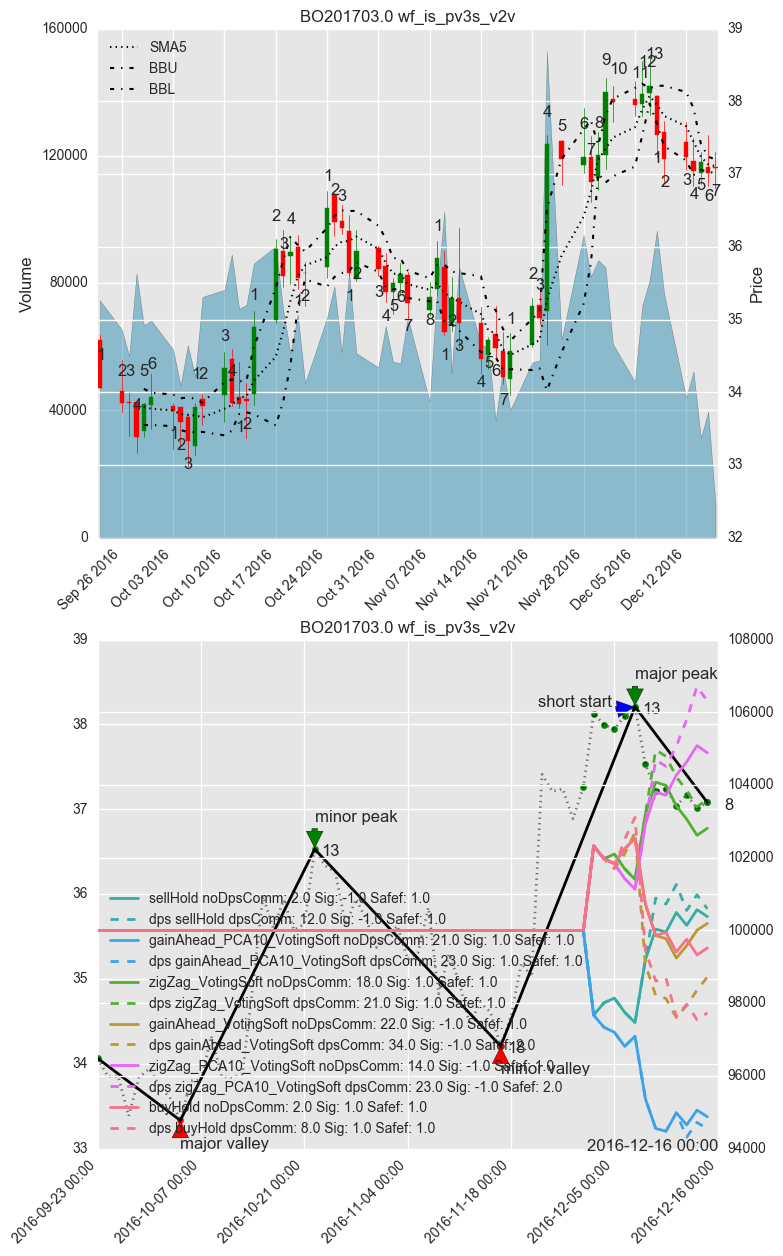 BO201703.0 wf_is_pv3s_v2v
160000
120000
80000
40000
0
Volume
39
38
37
36
35
34
33
32
Price
SMA5
BBU
BBL
Sep 26 2016
Oct 03 2016
Oct 10 2016
Oct 17 2016
Oct 24 2016
Oct 31 2016
Nov 07 2016
Nov 14 2016
Nov 21 2016
Nov 28 2016
Dec 05 2016
Dec 12 2016
BO201703.0 wf_is_pv3s_v2v
39
38
37
36
35
34
33
108000
106000
104000
102000
100000
98000
96000
94000
major peak
short start
13
8
minor peak
13
sellHold noDpsComm: 2.0 Sig: -1.0 Safef: 1.0
dps sellHold dpsComm: 12.0 Sig: -1.0 Safef: 1.0
gainAhead_PCA10_VotingSoft noDpsComm: 21.0 Sig: 1.0 Safef: 1.0
dps gainAhead_PCA10_VotingSoft dpsComm: 23.0 Sig: 1.0 Safef: 1.0
zigZag_VotingSoft noDpsComm: 18.0 Sig: 1.0 Safef: 1.0
dps zigZag_VotingSoft dpsComm: 21.0 Sig: 1.0 Safef: 1.0
gainAhead_VotingSoft noDpsComm: 22.0 Sig: -1.0 Safef: 1.0
dps gainAhead_VotingSoft dpsComm: 34.0 Sig: -1.0 Safef: 2.0
18
zigZag_PCA10_VotingSoft noDpsComm: 14.0 Sig: -1.0 Safef: 1.0
minor valley
dps zigZag_PCA10_VotingSoft dpsComm: 23.0 Sig: -1.0 Safef: 2.0
buyHold noDpsComm: 2.0 Sig: 1.0 Safef: 1.0
dps buyHold dpsComm: 8.0 Sig: 1.0 Safef: 1.0
major valley
2016-12-16 00:00
2016-09-23 00:00
2016-10-07 00:00
2016-10-21 00:00
2016-11-04 00:00
2016-11-18 00:00
2016-12-05 00:00
2016-12-16 00:00